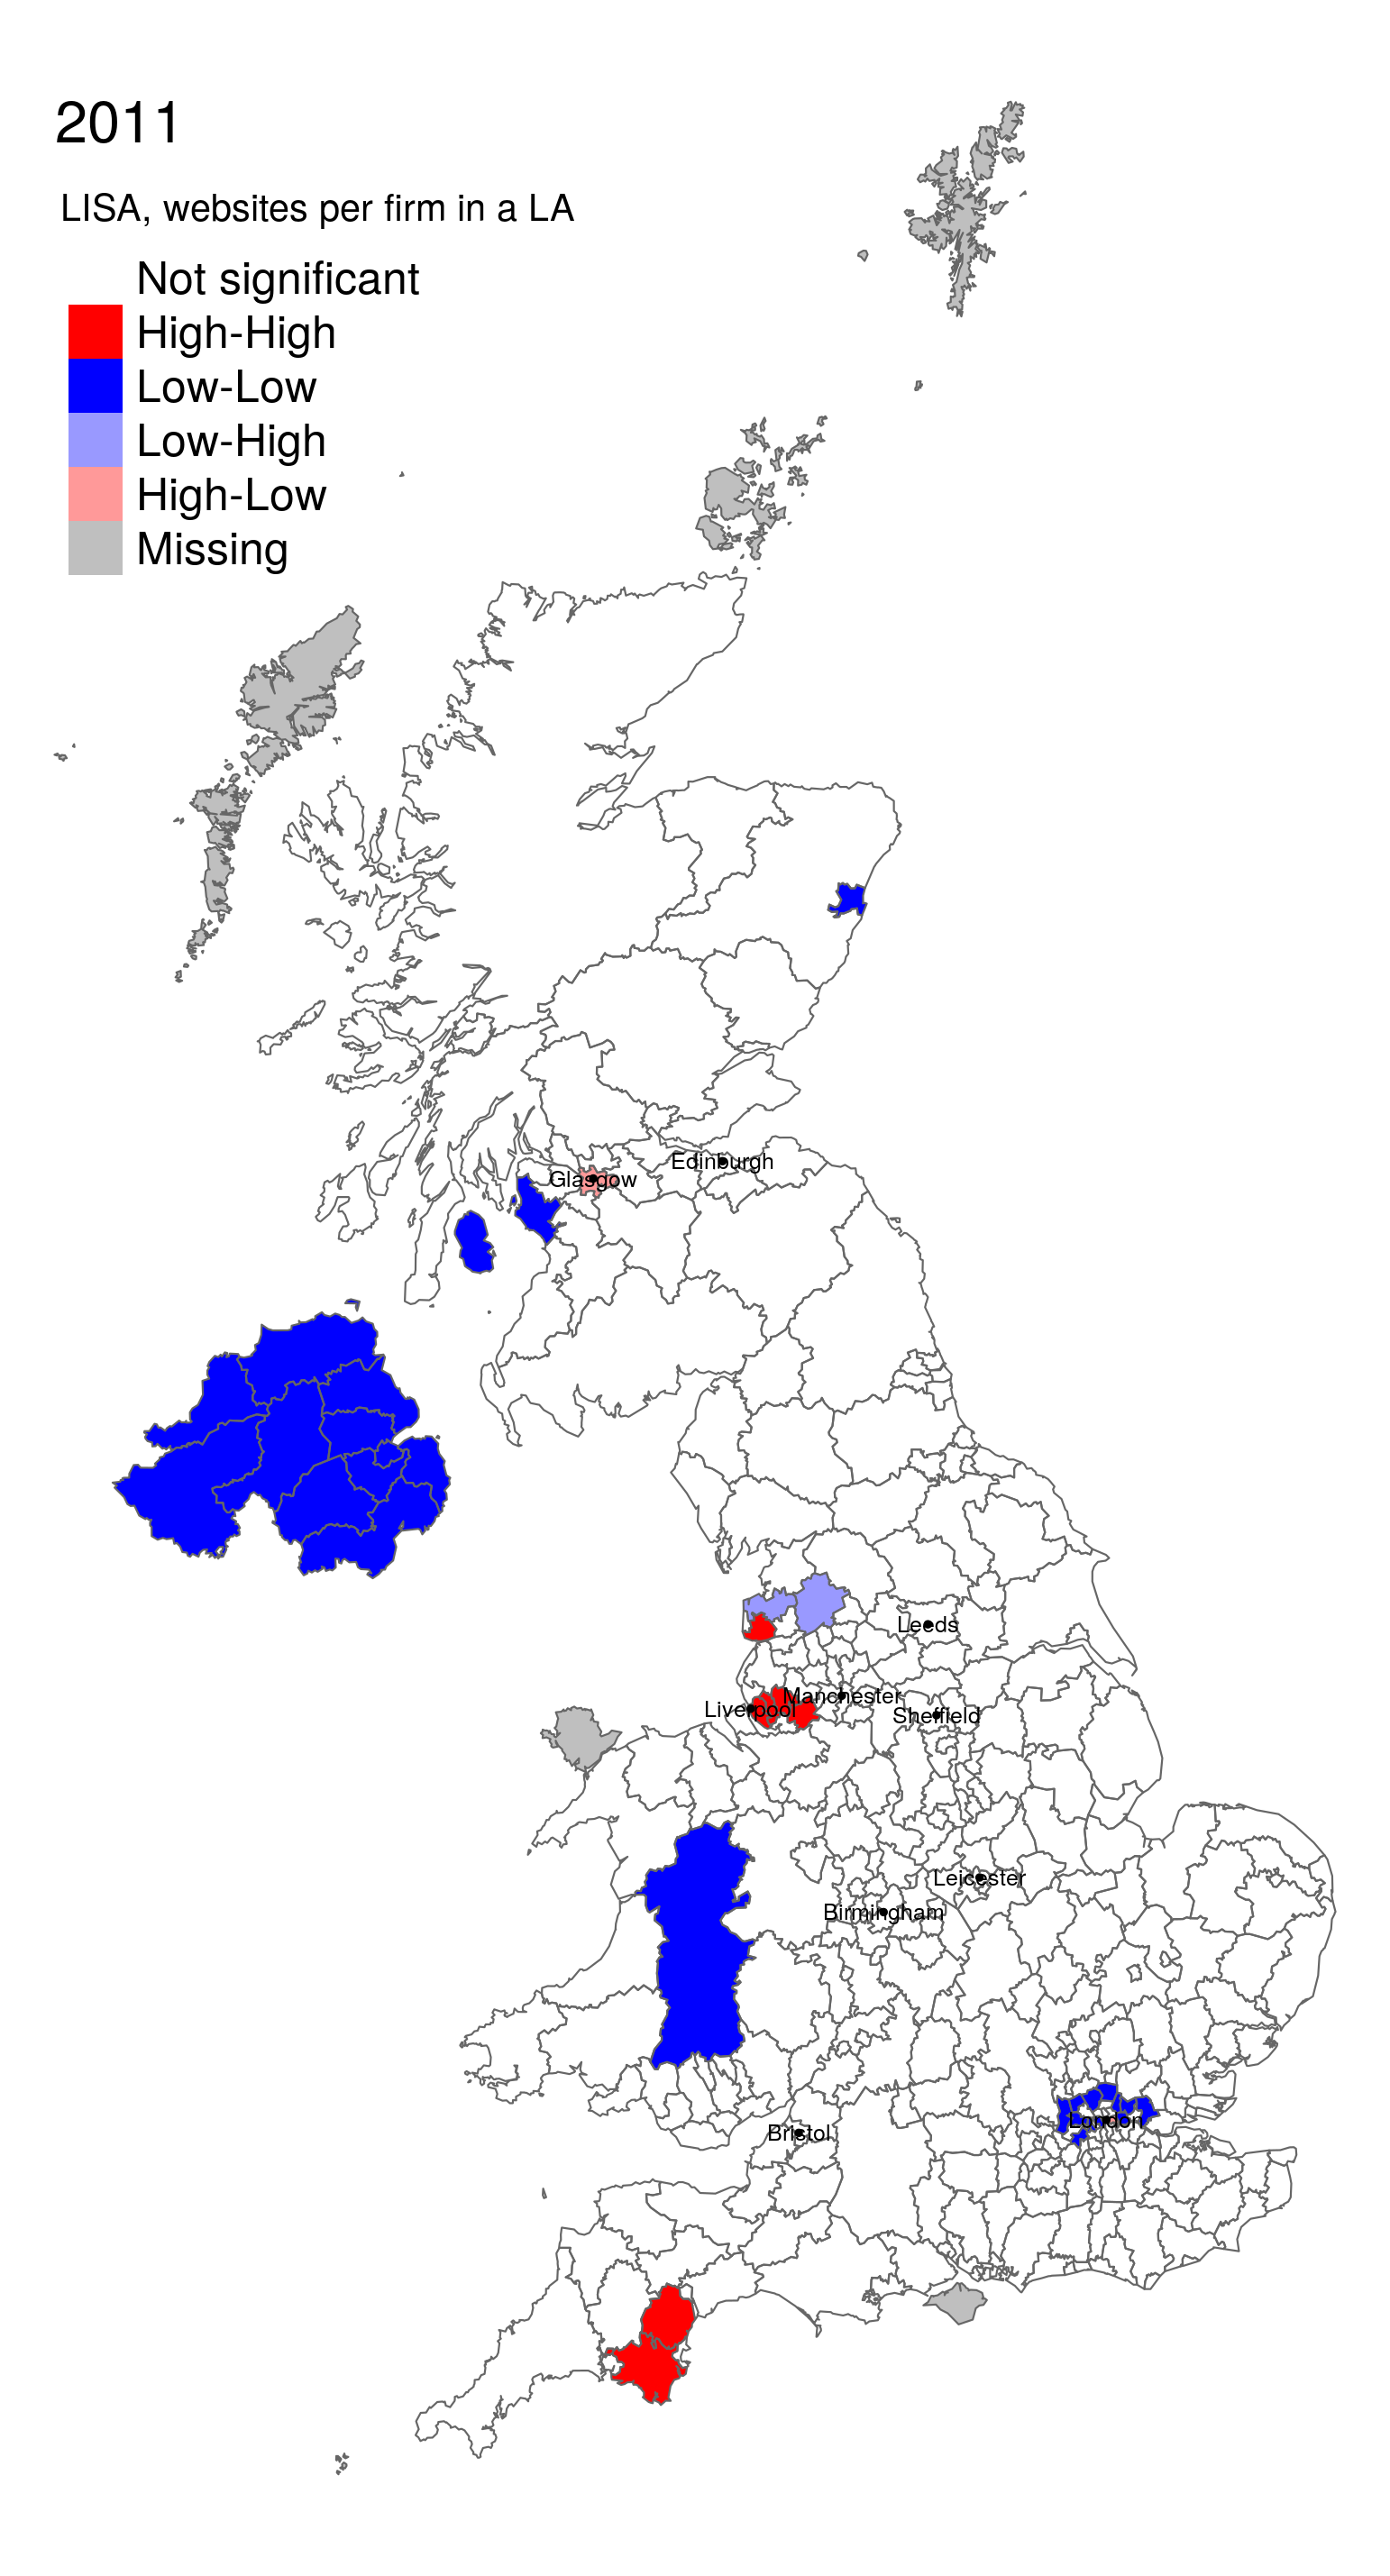 2011
LISA, websites per firm in a LA
Not significant
High-High
Low-Low
Low-High
High-Low
Missing
Edinburgh
Glasgow
Leeds
Manchester
Liverpool
Sheffield
Leicester
Birmingham
London
Bristol